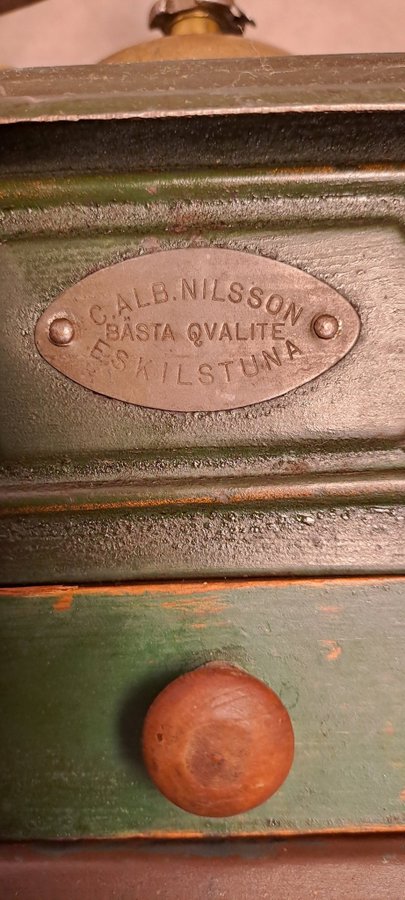 C. ALB. NILSSON
BÄSTA QVALITE
ESKILSTUNA